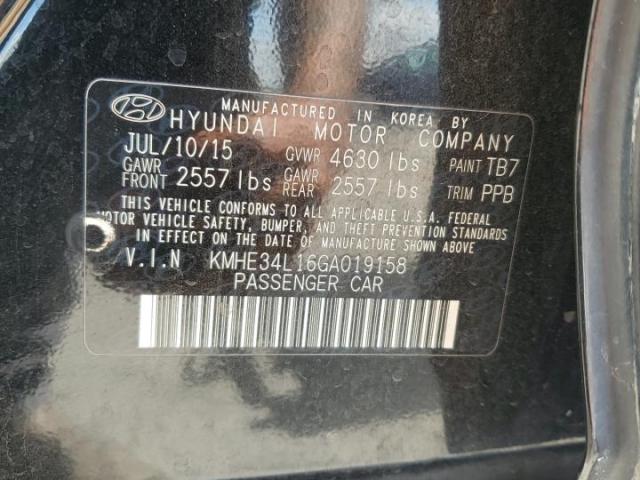 MANUFACTURED IN KOREA BY
HYUNDAI MOTOR COMPANY
JUL/10/15 GVWR 4630 lbs PAINT TB7
GAWR FRONT 2557 lbs GAWR REAR 2557 lbs TRIM PPB
THIS VEHICLE CONFORMS TO ALL APPLICABLE U.S.A. FEDERAL
MOTOR VEHICLE SAFETY, BUMPER, AND THEFT PREVENTION STANDARDS
IN EFFECT ON THE DATE OF MANUFACTURE SHOWN ABOVE.
V.I.N KMHE34L16GA019158
PASSENGER CAR